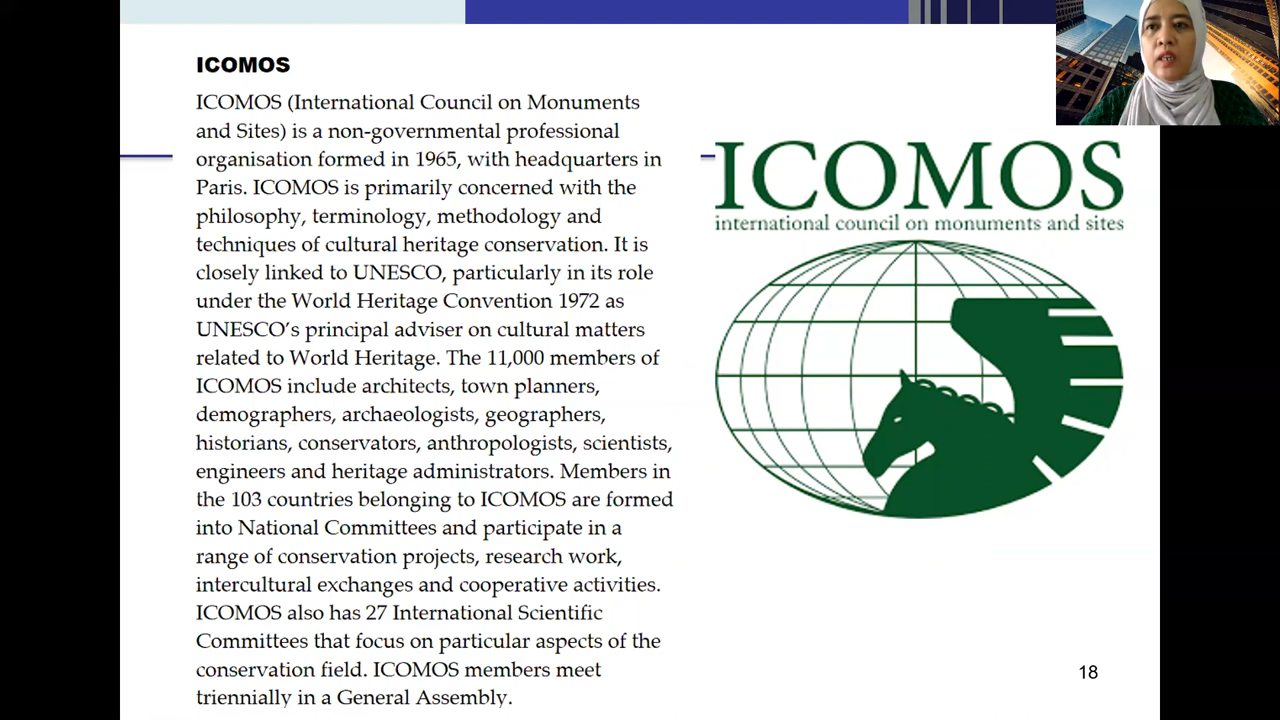 ICOMOS
ICOMOS (International Council on Monuments
and Sites) is a non-governmental professional
organisation formed in 1965, with headquarters in
Paris. ICOMOS is primarily concerned with the
philosophy, terminology, methodology and
techniques of cultural heritage conservation. It is
closely linked to UNESCO, particularly in its role
under the World Heritage Convention 1972 as
UNESCO’s principal adviser on cultural matters
related to World Heritage. The 11,000 members of
ICOMOS include architects, town planners,
demographers, archaeologists, geographers,
historians, conservators, anthropologists, scientists,
engineers and heritage administrators. Members in
the 103 countries belonging to ICOMOS are formed
into National Committees and participate in a
range of conservation projects, research work,
intercultural exchanges and cooperative activities.
ICOMOS also has 27 International Scientific
Committees that focus on particular aspects of the
conservation field. ICOMOS members meet
triennially in a General Assembly.
ICOMOS
international council on monuments and sites
18